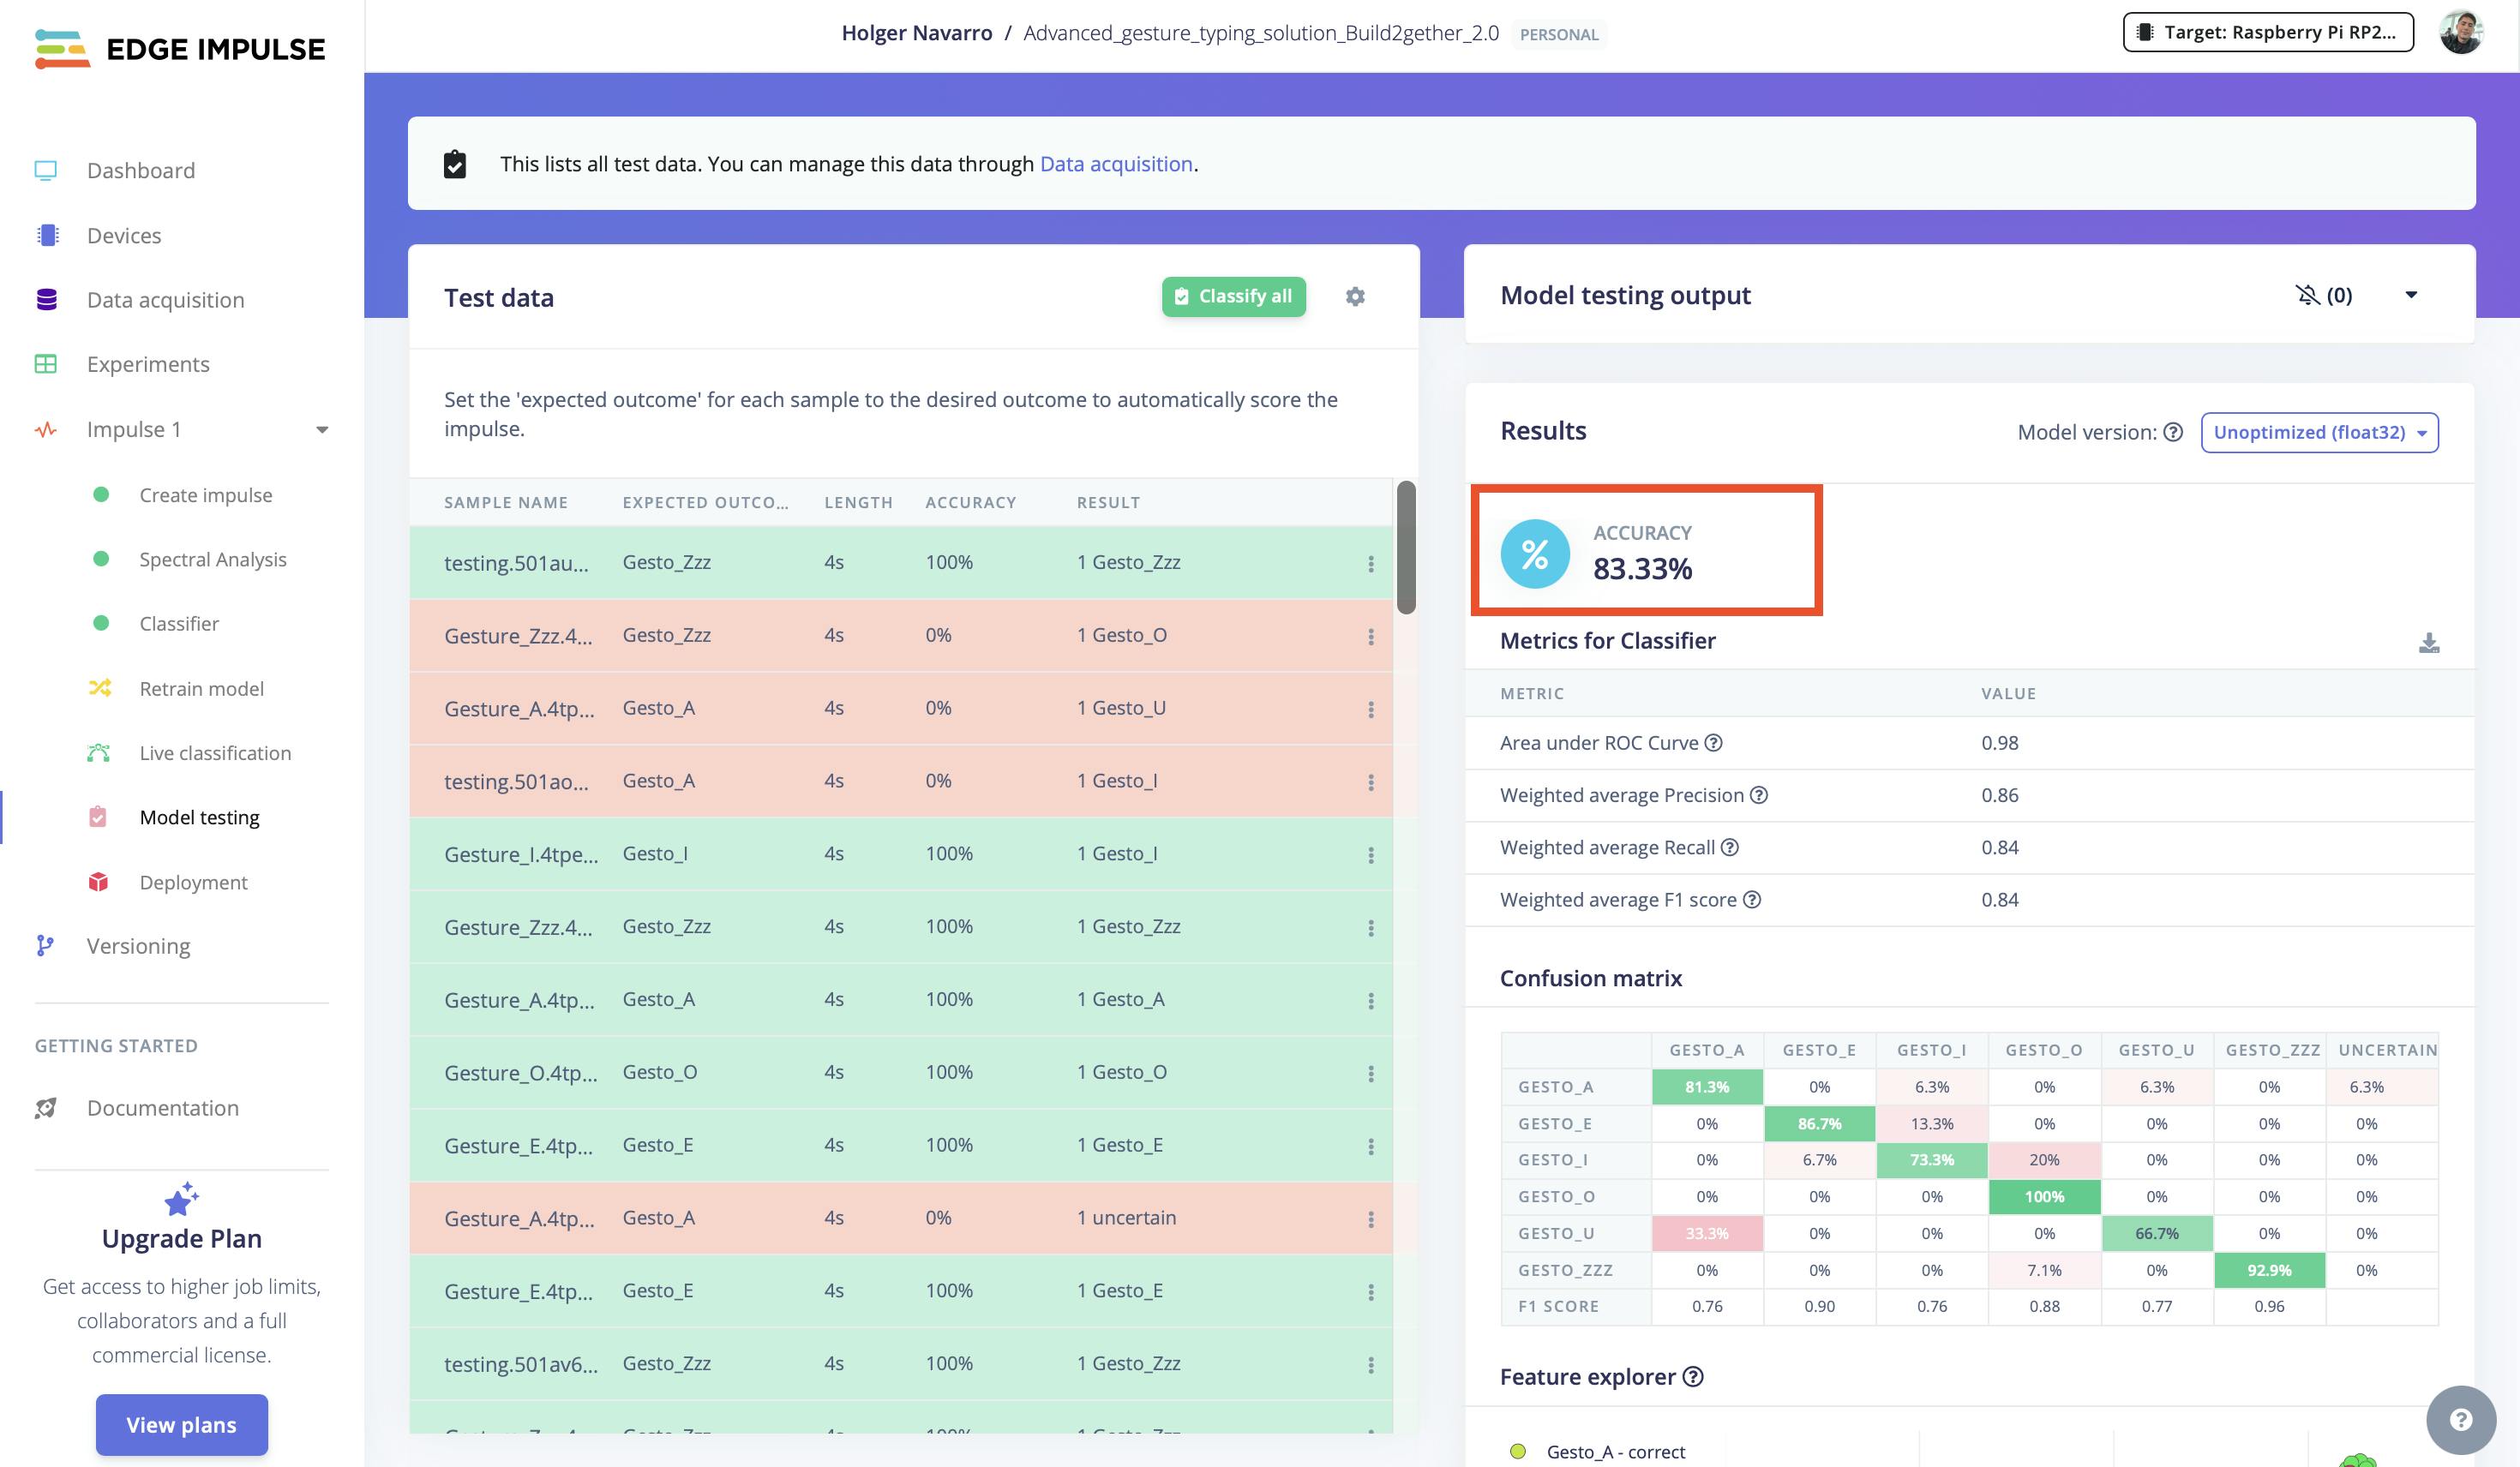 EDGE IMPULSE
Dashboard
Devices
Data acquisition
Experiments
Impulse 1
Create impulse
Spectral Analysis
Classifier
Retrain model
Live classification
Model testing
Deployment
Versioning
GETTING STARTED
Documentation
Upgrade Plan
Get access to higher job limits,
collaborators and a full
commercial license.
View plans
Holger Navarro / Advanced_gesture_typing_solution_Build2gether_2.0 PERSONAL
Target: Raspberry Pi RP2...
This lists all test data. You can manage this data through Data acquisition.
Test data
Classify all
Set the 'expected outcome' for each sample to the desired outcome to automatically score the
impulse.
SAMPLE NAME EXPECTED OUTCO... LENGTH ACCURACY RESULT
testing.501au... Gesto_Zzz 4s 100% 1 Gesto_Zzz
Gesture_Zzz.4... Gesto_Zzz 4s 0% 1 Gesto_O
Gesture_A.4tp... Gesto_A 4s 0% 1 Gesto_U
testing.501ao... Gesto_A 4s 0% 1 Gesto_I
Gesture_I.4tpe... Gesto_I 4s 100% 1 Gesto_I
Gesture_Zzz.4... Gesto_Zzz 4s 100% 1 Gesto_Zzz
Gesture_A.4tp... Gesto_A 4s 100% 1 Gesto_A
Gesture_O.4tp... Gesto_O 4s 100% 1 Gesto_O
Gesture_E.4tp... Gesto_E 4s 100% 1 Gesto_E
Gesture_A.4tp... Gesto_A 4s 0% 1 uncertain
Gesture_E.4tp... Gesto_E 4s 100% 1 Gesto_E
testing.501av6... Gesto_Zzz 4s 100% 1 Gesto_Zzz
Model testing output
(0)
Results
Model version: Unoptimized (float32)
%
ACCURACY
83.33%
Metrics for Classifier
METRIC VALUE
Area under ROC Curve 0.98
Weighted average Precision 0.86
Weighted average Recall 0.84
Weighted average F1 score 0.84
Confusion matrix
GESTO_A GESTO_E GESTO_I GESTO_O GESTO_U GESTO_ZZZ UNCERTAIN
GESTO_A 81.3% 0% 6.3% 0% 6.3% 0% 6.3%
GESTO_E 0% 86.7% 13.3% 0% 0% 0% 0%
GESTO_I 0% 6.7% 73.3% 20% 0% 0% 0%
GESTO_O 0% 0% 0% 100% 0% 0% 0%
GESTO_U 33.3% 0% 0% 0% 66.7% 0% 0%
GESTO_ZZZ 0% 0% 0% 7.1% 0% 92.9% 0%
F1 SCORE 0.76 0.90 0.76 0.88 0.77 0.96
Feature explorer
Gesto_A - correct